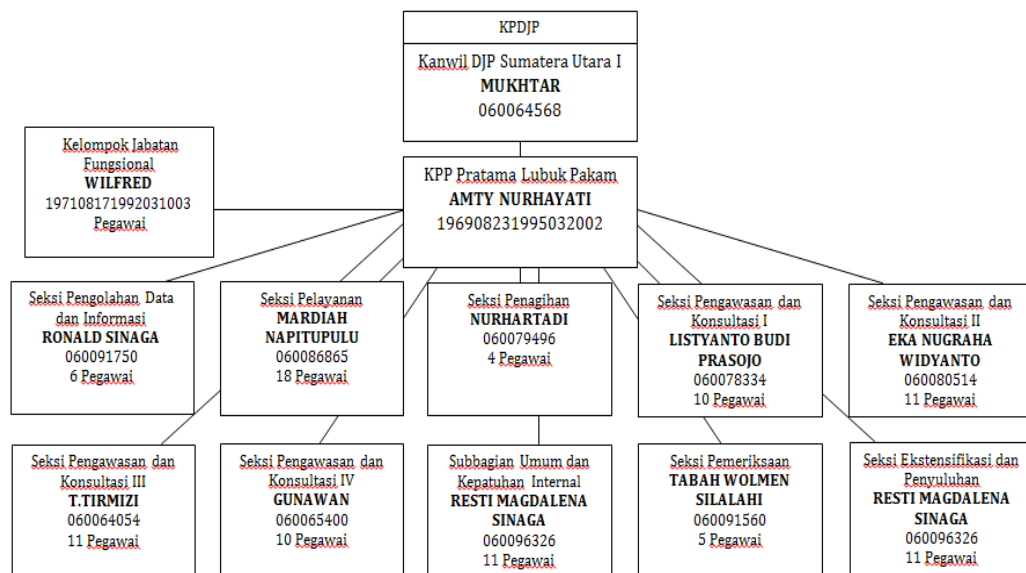 KPDJP
Kanwil DJP Sumatera Utara I
MUKHTAR
060064568
Kelompok Jabatan
Fungsional
WILFRED
197108171992031003
Pegawai
KPP Pratama Lubuk Pakam
AMTY NURHAYATI
196908231995032002
Seksi Pengolahan Data
dan Informasi
RONALD SINAGA
060091750
6 Pegawai
Seksi Pelayanan
MARDIAH
NAPITUPULU
060086865
18 Pegawai
Seksi Penagihan
NURHARTADI
060079496
4 Pegawai
Seksi Pengawasan dan
Konsultasi I
LISTYANTO BUDI
PRASOJO
060078334
10 Pegawai
Seksi Pengawasan dan
Konsultasi II
EKA NUGRAHA
WIDYANTO
060080514
11 Pegawai
Seksi Pengawasan dan
Konsultasi III
T.TIRMIZI
060064054
11 Pegawai
Seksi Pengawasan dan
Konsultasi IV
GUNAWAN
060065400
10 Pegawai
Subbagian Umum dan
Kepatuhan Internal
RESTI MAGDALENA
SINAGA
060096326
11 Pegawai
Seksi Pemeriksaan
TABAH WOLMEN
SILALAHI
060091560
5 Pegawai
Seksi Ekstensifikasi dan
Penyuluhan
RESTI MAGDALENA
SINAGA
060096326
11 Pegawai